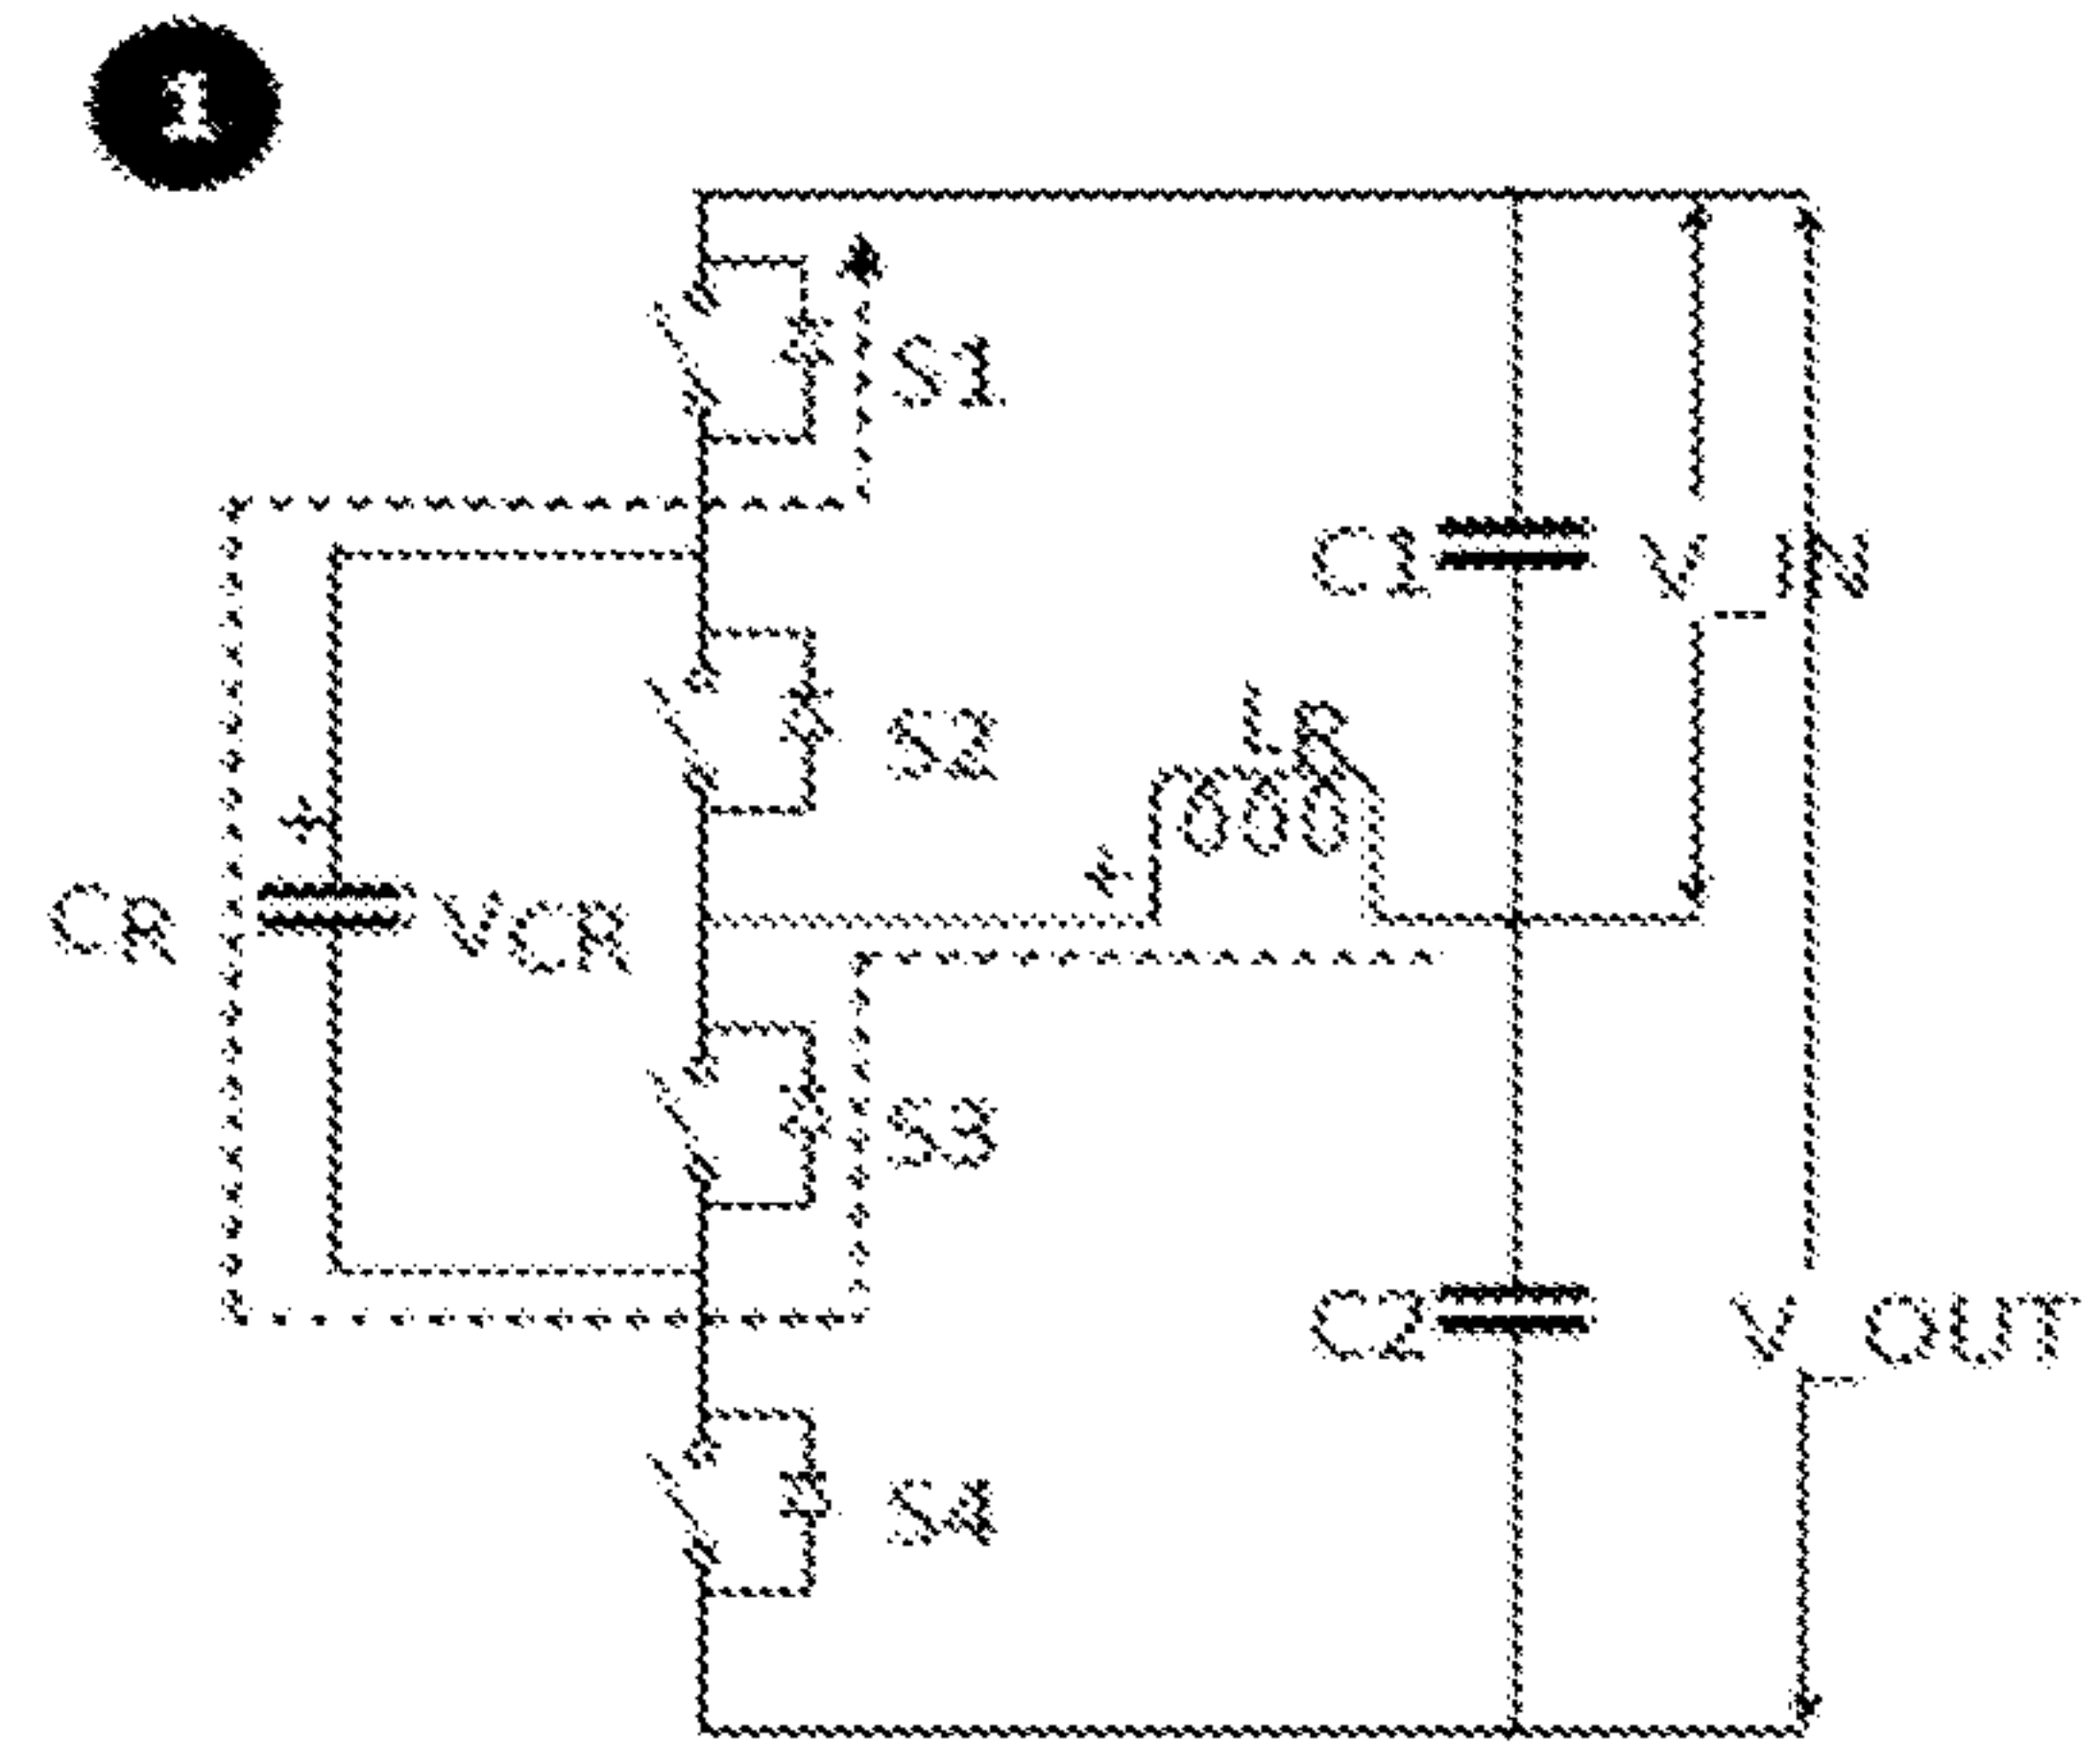 1
S1
C1
V_IN
S2
LR
+
+
CR
VCR
S3
C2
V_OUT
S4